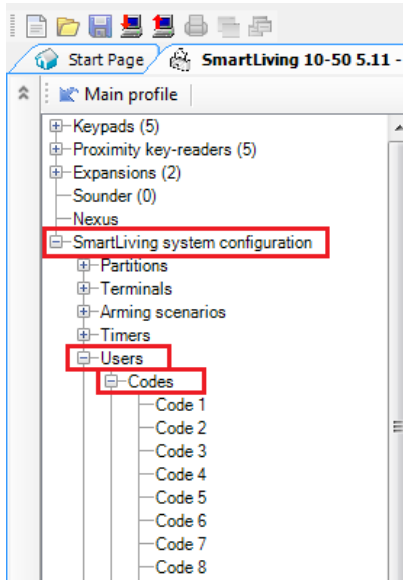 Start Page SmartLiving 10-50 5.11 -
Main profile
Keypads (5)
Proximity key-readers (5)
Expansions (2)
Sounder (0)
Nexus
SmartLiving system configuration
Partitions
Terminals
Arming scenarios
Timers
Users
Codes
Code 1
Code 2
Code 3
Code 4
Code 5
Code 6
Code 7
Code 8